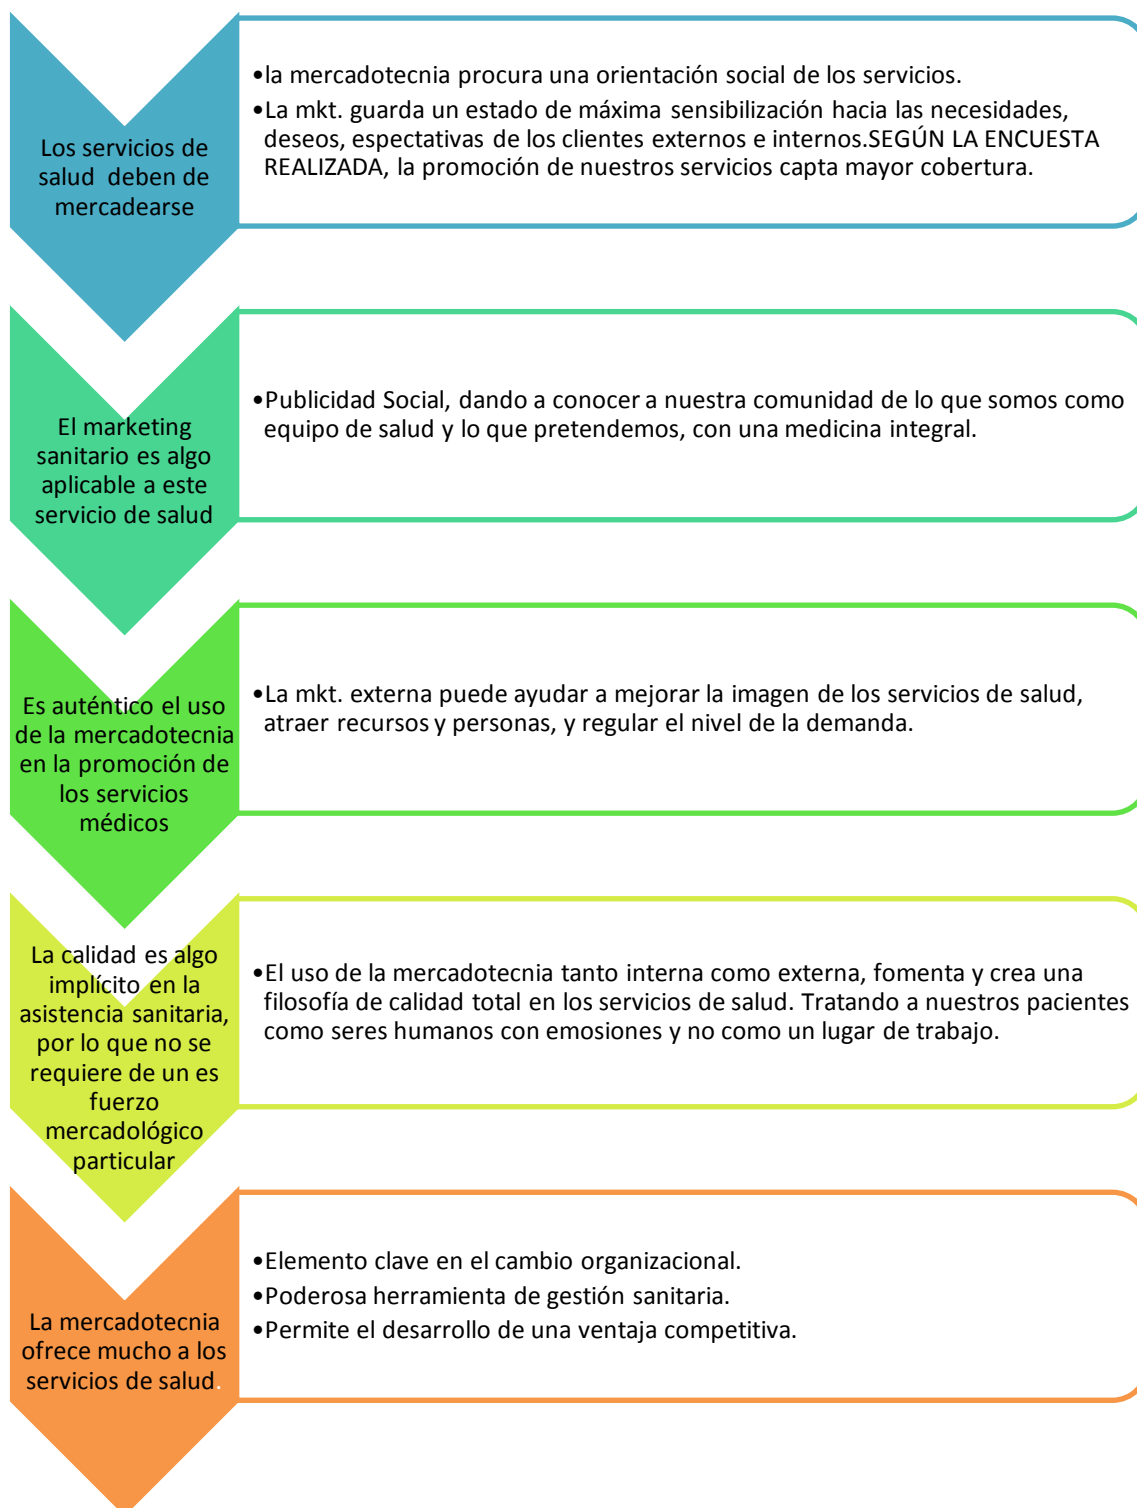 Los servicios de
salud deben de
mercadearse
•la mercadotecnia procura una orientación social de los servicios.
•La mkt. guarda un estado de máxima sensibilización hacia las necesidades,
deseos, espectativas de los clientes externos e internos.SEGÚN LA ENCUESTA
REALIZADA, la promoción de nuestros servicios capta mayor cobertura.
El marketing
sanitario es algo
aplicable a este
servicio de salud
•Publicidad Social, dando a conocer a nuestra comunidad de lo que somos como
equipo de salud y lo que pretendemos, con una medicina integral.
Es auténtico el uso
de la mercadotecnia
en la promoción de
los servicios
médicos
•La mkt. externa puede ayudar a mejorar la imagen de los servicios de salud,
atraer recursos y personas, y regular el nivel de la demanda.
La calidad es algo
implícito en la
asistencia sanitaria,
por lo que no se
requiere de un es
fuerzo
mercadológico
particular
•El uso de la mercadotecnia tanto interna como externa, fomenta y crea una
filosofía de calidad total en los servicios de salud. Tratando a nuestros pacientes
como seres humanos con emosiones y no como un lugar de trabajo.
La mercadotecnia
ofrece mucho a los
servicios de salud.
•Elemento clave en el cambio organizacional.
•Poderosa herramienta de gestión sanitaria.
•Permite el desarrollo de una ventaja competitiva.